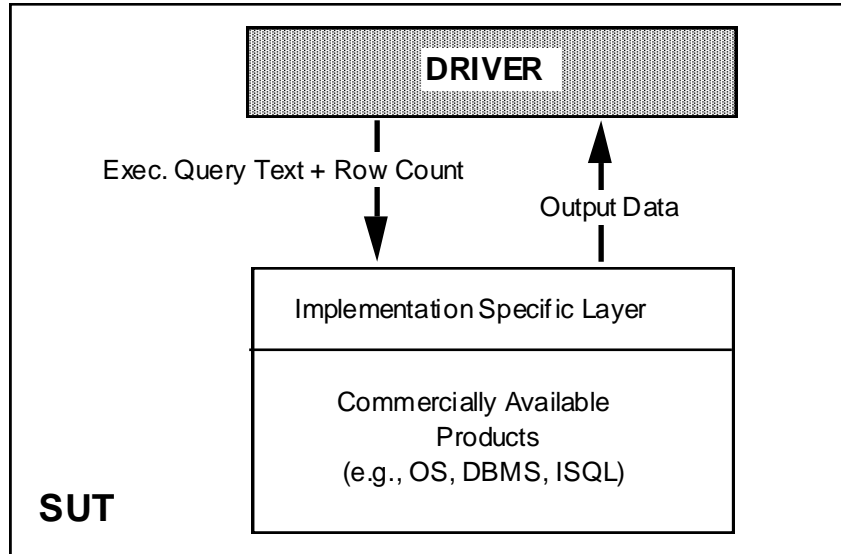 DRIVER
Exec. Query Text + Row Count
Output Data
Implementation Specific Layer
Commercially Available
Products
(e.g., OS, DBMS, ISQL)
SUT